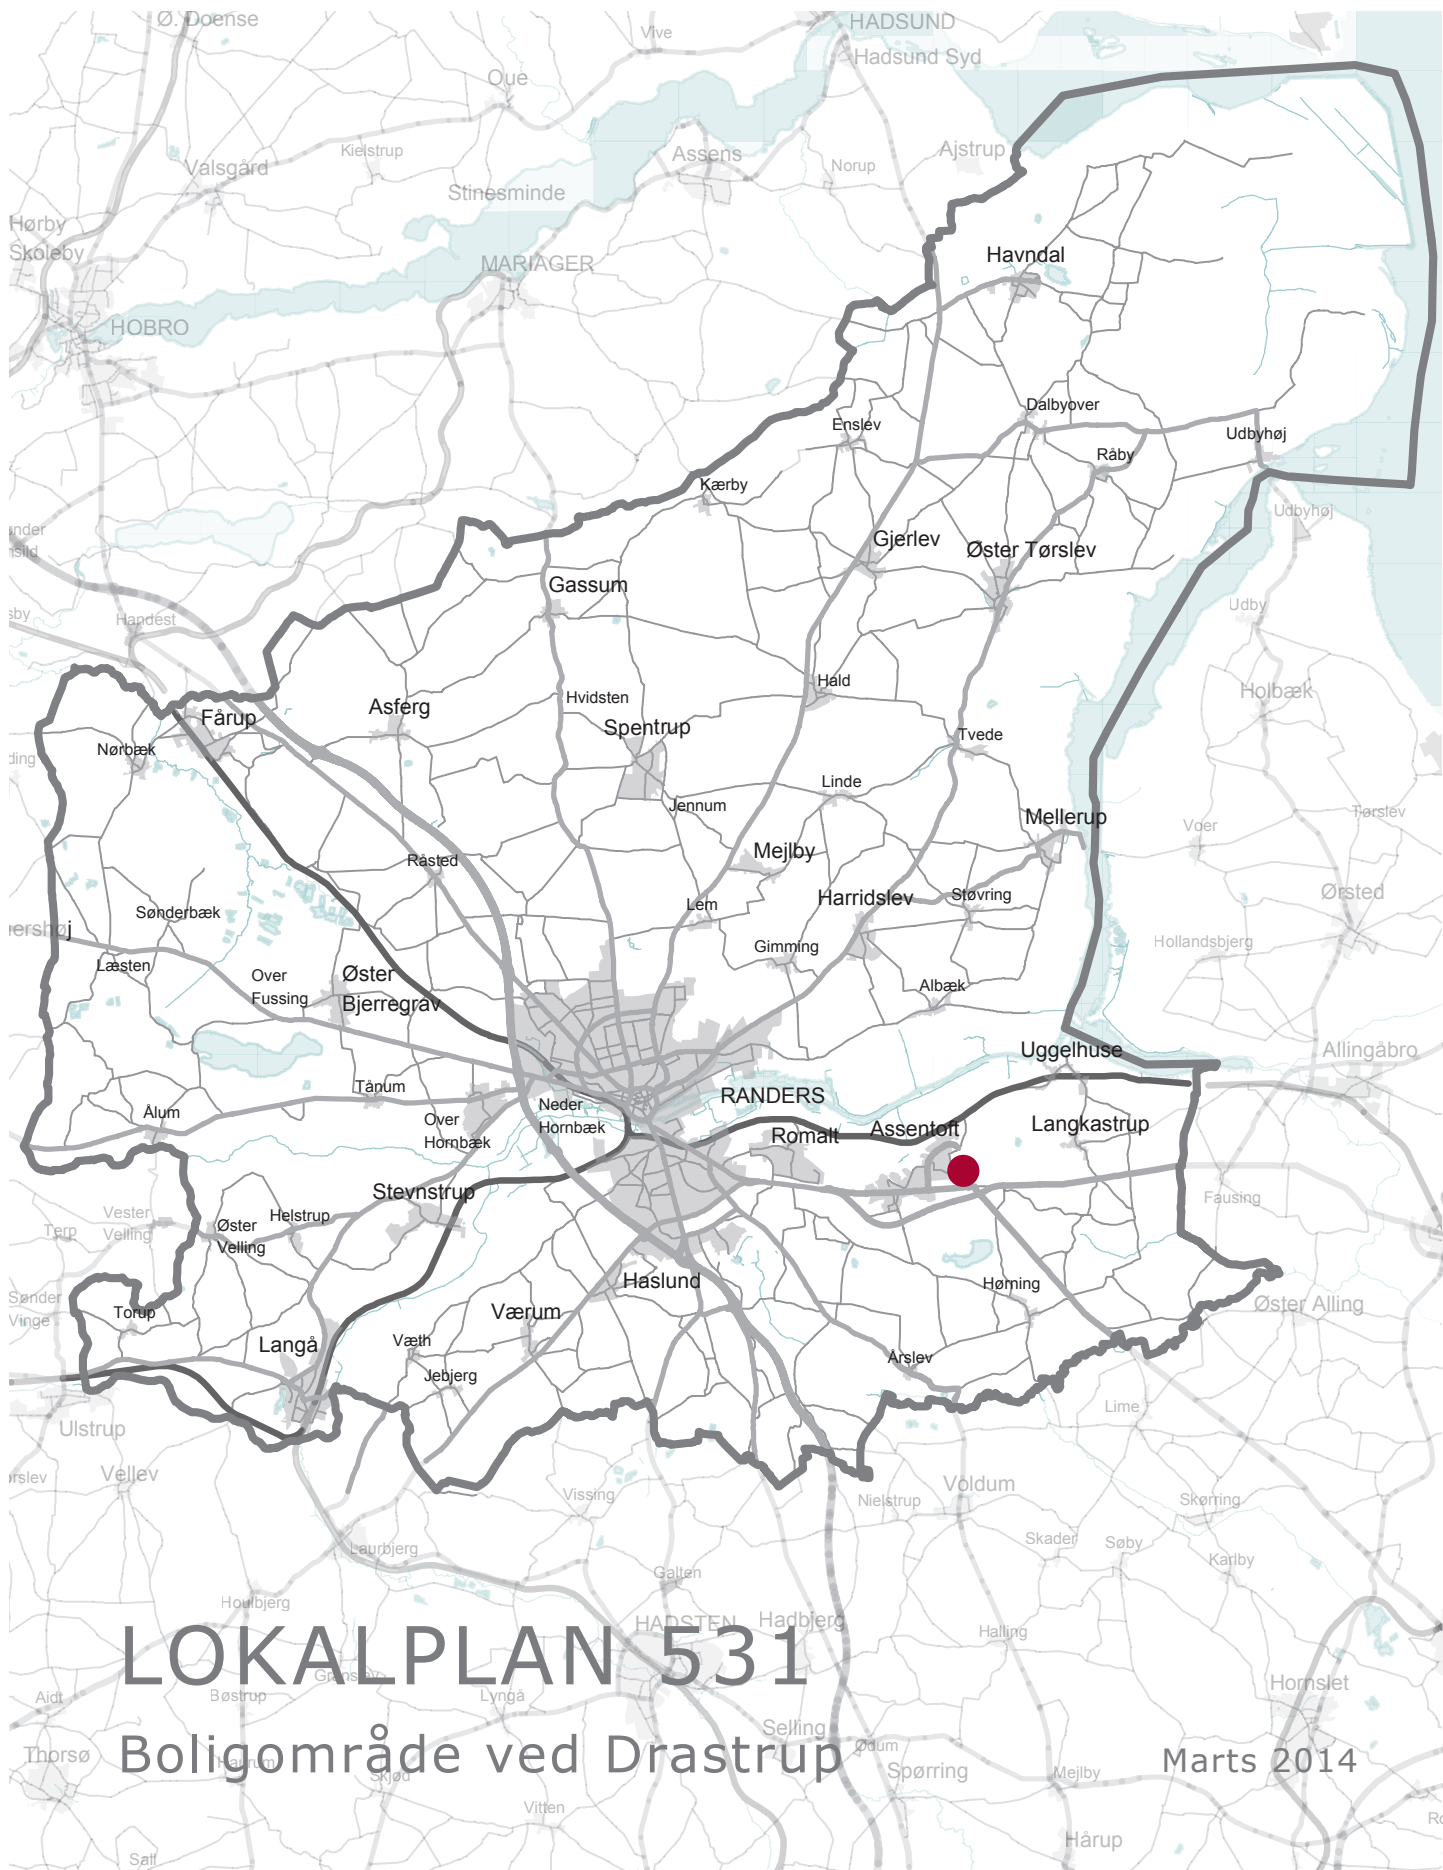 Ø. Doense
HADSUND
Vive
Hadsund Syd
Oue
Kielstrup
Assens
Ajstrup
Norup
Valsgård
Stinesminde
Hørby
Skoleby
MARIAGER
Havndal
HOBRO
Dalbyover
Enslev
Udbyhøj
Råby
Kærby
Udbyhøj
Gjerlev
Øster Tørslev
Gassum
Udby
Handest
Hald
Holbæk
Hvidsten
Asferg
Fårup
Spentrup
Tvede
Nørbæk
Linde
Jennum
Mellerup
Tørslev
Voer
Mejlby
Råsted
Ørsted
Støvring
Harridslev
Lem
Sønderbæk
Gimming
Hollandsbjerg
Læsten
Over
Fussing
Øster
Bjerregrav
Albæk
Uggelhuse
Allingåbro
Tånum
RANDERS
Neder
Hornbæk
Ålum
Over
Hornbæk
Romalt
Assentoft
Langkastrup
Stevnstrup
Fausing
Vester
Velling
Helstrup
Øster
Velling
Terp
Haslund
Hørning
Sønder
Vinge
Torup
Værum
Øster Alling
Langå
Væth
Årslev
Jebjerg
Lime
Ulstrup
Vellev
Voldum
Vissing
Nielstrup
Skørring
Skader
Søby
Laurbjerg
Karlby
Galten
Houlbjerg
HADSTEN
Hadbjerg
Halling
LOKALPLAN 531
Granslev
Hornslet
Aidt
Bøstrup
Lyngå
Selling
Boligområde ved Drastrup
Ødum
Marts 2014
Thorsø
Haurum
Skjød
Spørring
Mejlby
Vitten
Hårup
Sall